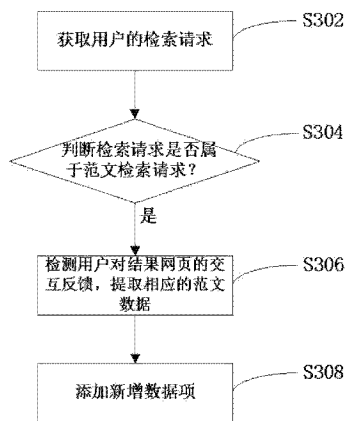 获取用户的检索请求
S302
判断检索请求是否属
于范文检索请求？
S304
是
检测用户对结果网页的交
互反馈，提取相应的范文
数据
S306
添加新增数据项
S308